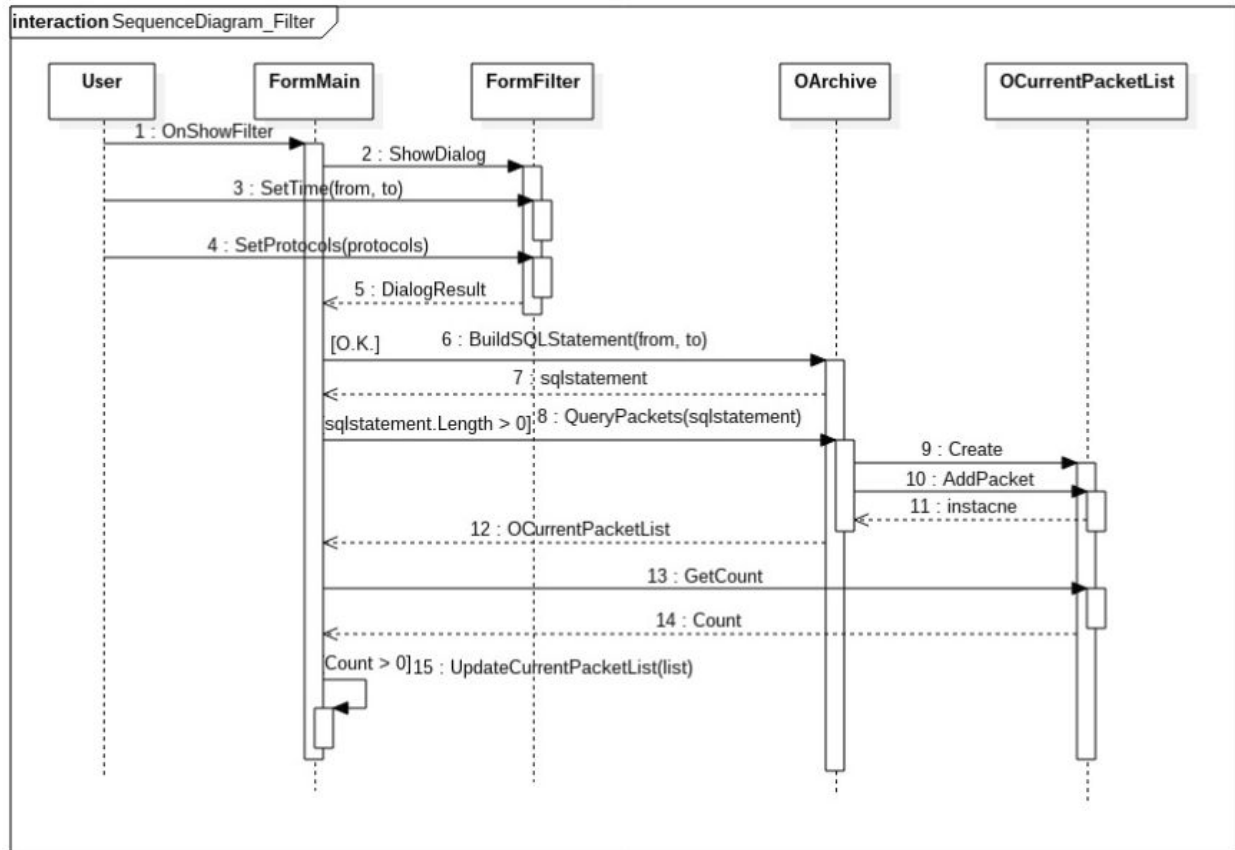 interaction SequenceDiagram_Filter
User
FormMain
FormFilter
OArchive
OCurrentPacketList
1 : OnShowFilter
2 : ShowDialog
3 : SetTime(from, to)
4 : SetProtocols(protocols)
5 : DialogResult
[O.K.]
6 : BuildSQLStatement(from, to)
7 : sqlstatement
sqlstatement.Length > 0]
8 : QueryPackets(sqlstatement)
9 : Create
10 : AddPacket
11 : instacne
12 : OCurrentPacketList
13 : GetCount
14 : Count
Count > 0]
15 : UpdateCurrentPacketList(list)